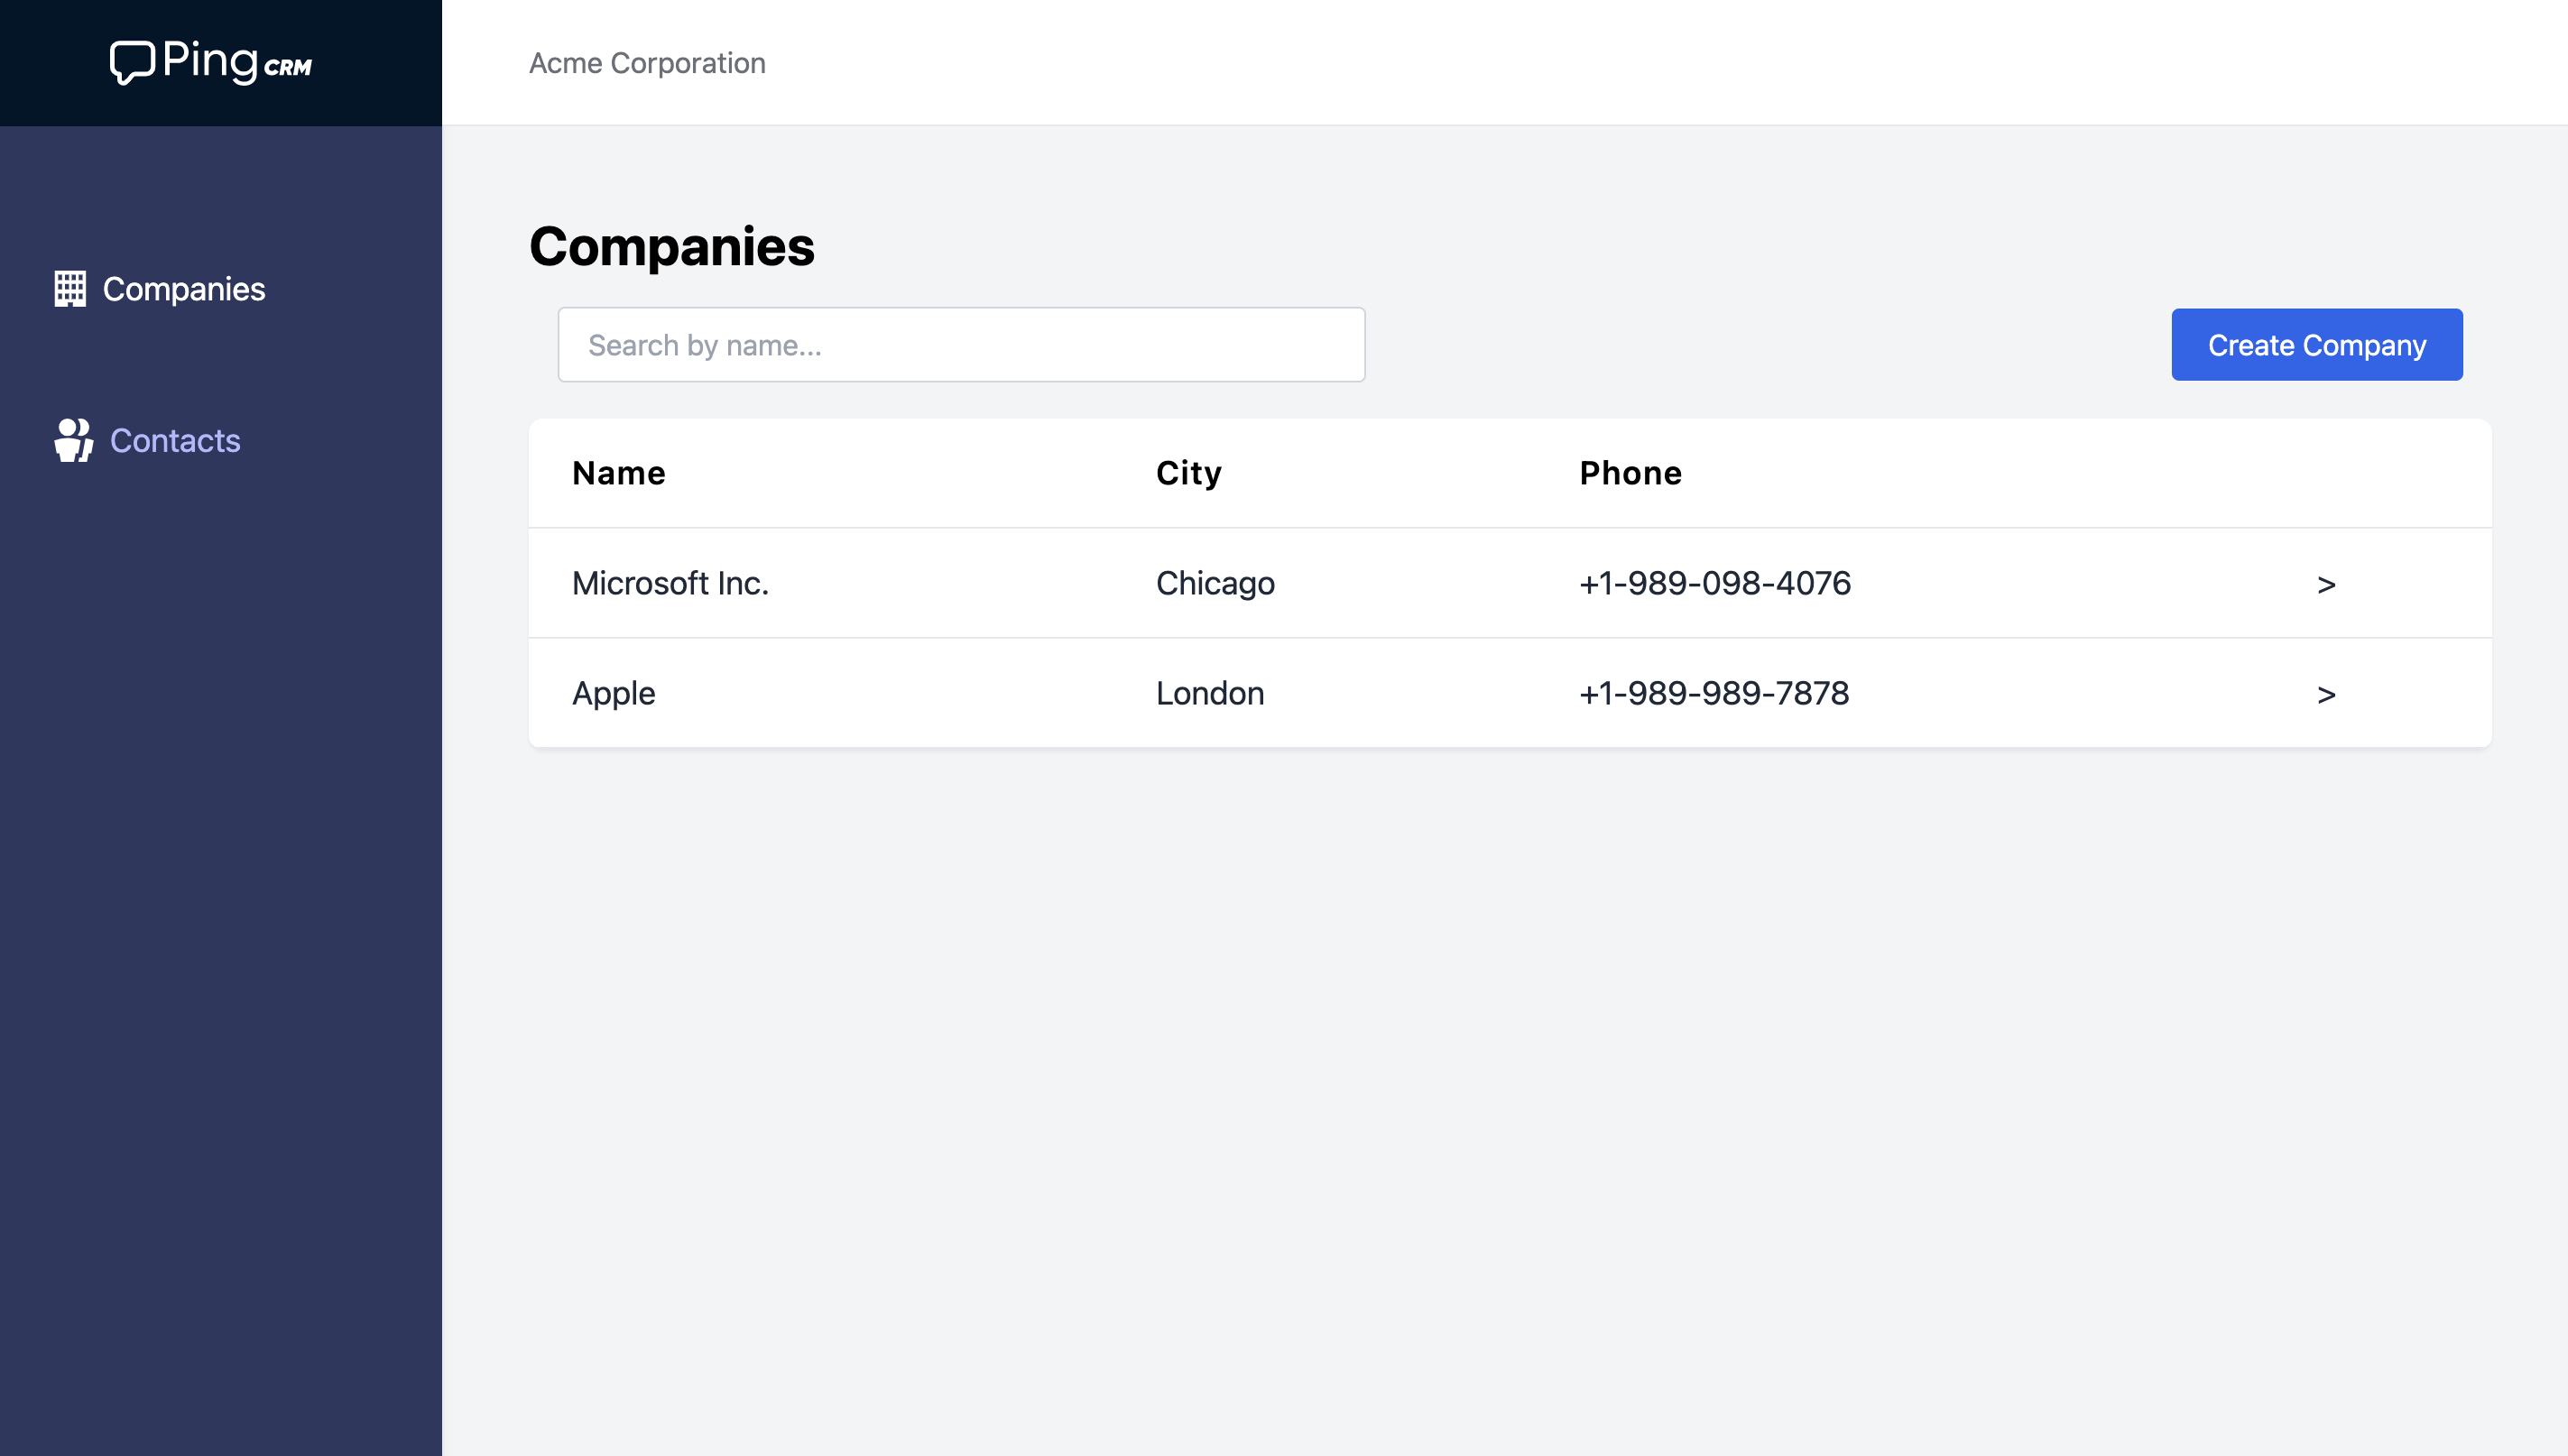 Ping CRM
Acme Corporation
Companies
Contacts
Companies
Search by name...
Create Company
Name City Phone
Microsoft Inc. Chicago +1-989-098-4076 >
Apple London +1-989-989-7878 >